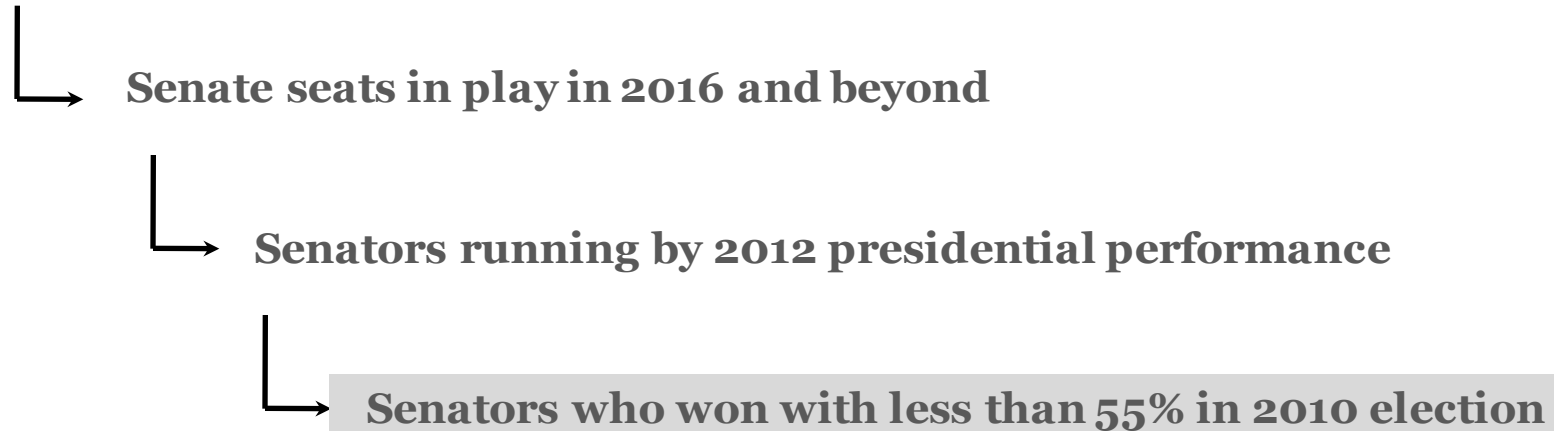 Senate seats in play in 2016 and beyond
Senators running by 2012 presidential performance
Senators who won with less than 55% in 2010 election